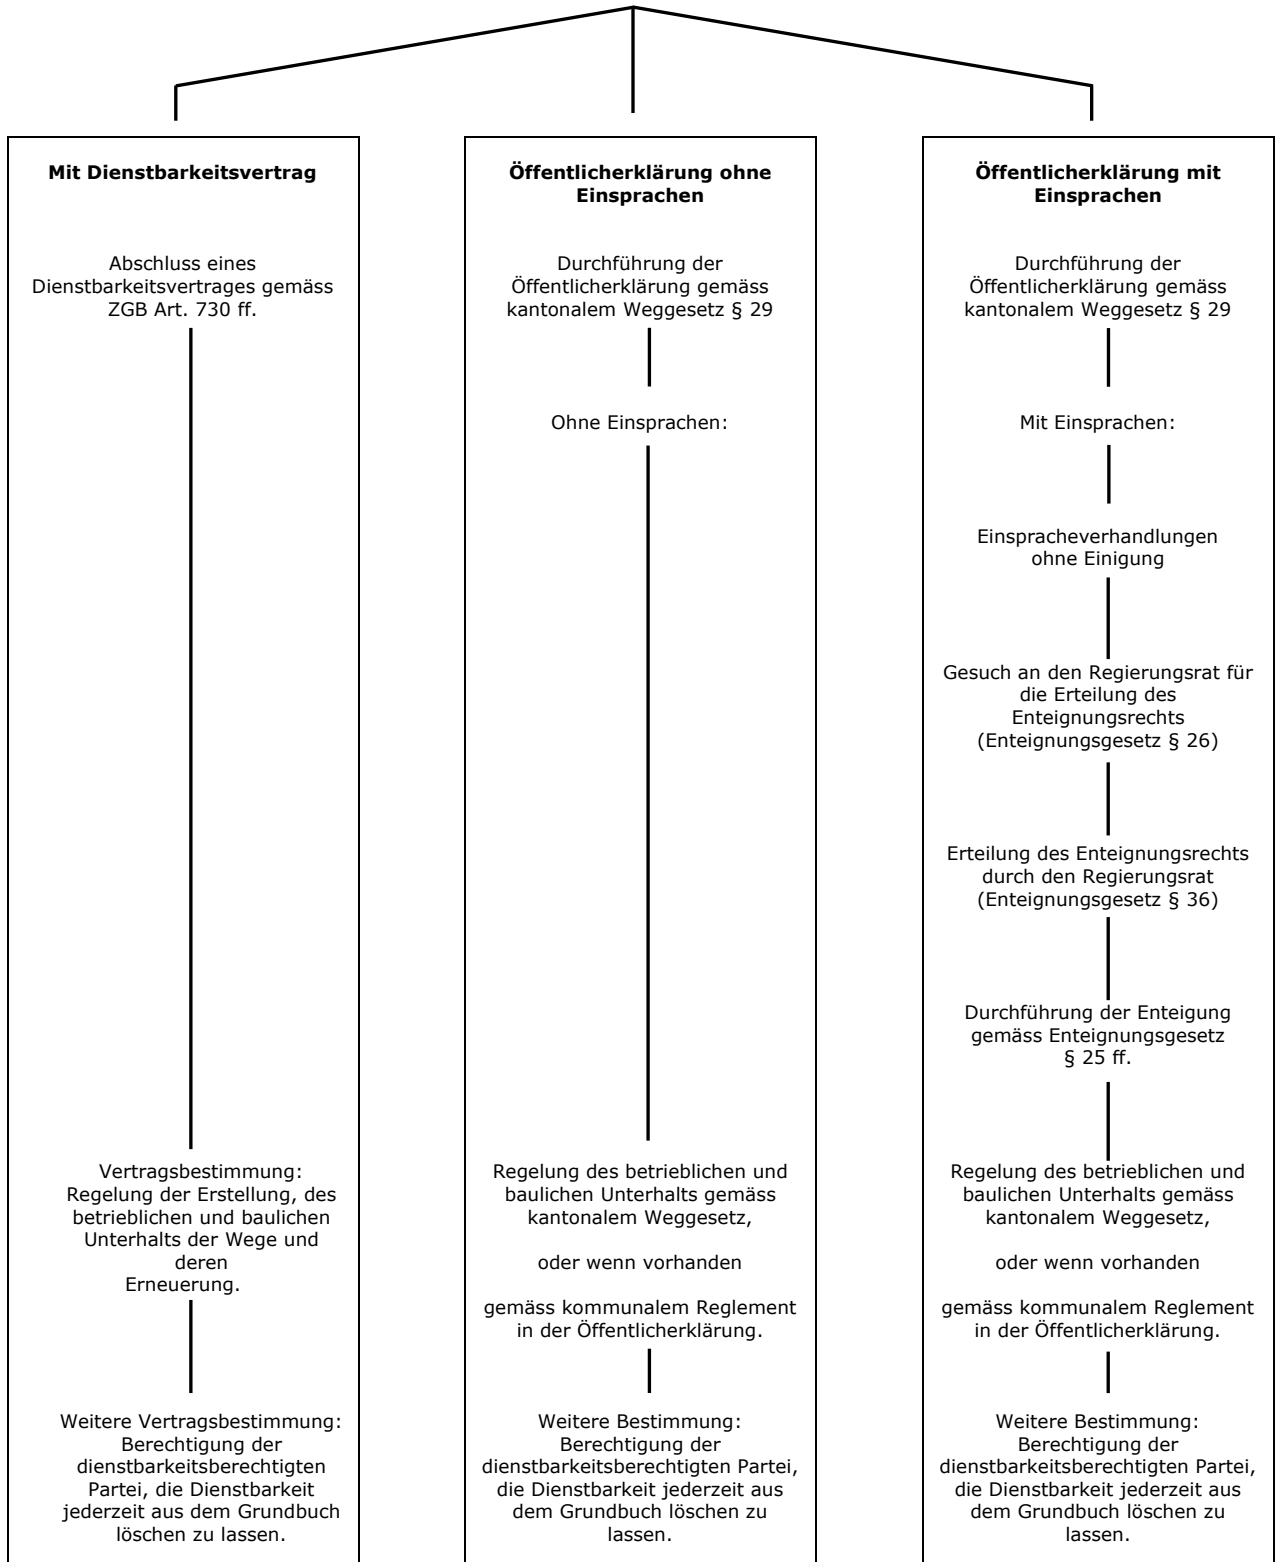 Mit Dienstbarkeitsvertrag
Abschluss eines
Dienstbarkeitsvertrages gemäss
ZGB Art. 730 ff.
Vertragsbestimmung:
Regelung der Erstellung, des
betrieblichen und baulichen
Unterhalts der Wege und
deren
Erneuerung.
Weitere Vertragsbestimmung:
Berechtigung der
dienstbarkeitsberechtigten
Partei, die Dienstbarkeit
jederzeit aus dem Grundbuch
löschen zu lassen.
Öffentlicherklärung ohne
Einsprachen
Durchführung der
Öffentlicherklärung gemäss
kantonalem Weggesetz § 29
Ohne Einsprachen:
Regelung des betrieblichen und
baulichen Unterhalts gemäss
kantonalem Weggesetz,
oder wenn vorhanden
gemäss kommunalem Reglement
in der Öffentlicherklärung.
Weitere Bestimmung:
Berechtigung der
dienstbarkeitsberechtigten Partei,
die Dienstbarkeit jederzeit aus
dem Grundbuch löschen zu
lassen.
Öffentlicherklärung mit
Einsprachen
Durchführung der
Öffentlicherklärung gemäss
kantonalem Weggesetz § 29
Mit Einsprachen:
Einspracheverhandlungen
ohne Einigung
Gesuch an den Regierungsrat für
die Erteilung des
Enteignungsrechts
(Enteignungsgesetz § 26)
Erteilung des Enteignungsrechts
durch den Regierungsrat
(Enteignungsgesetz § 36)
Durchführung der Enteigung
gemäss Enteignungsgesetz
§ 25 ff.
Regelung des betrieblichen und
baulichen Unterhalts gemäss
kantonalem Weggesetz,
oder wenn vorhanden
gemäss kommunalem Reglement
in der Öffentlicherklärung.
Weitere Bestimmung:
Berechtigung der
dienstbarkeitsberechtigten Partei,
die Dienstbarkeit jederzeit aus
dem Grundbuch löschen zu
lassen.